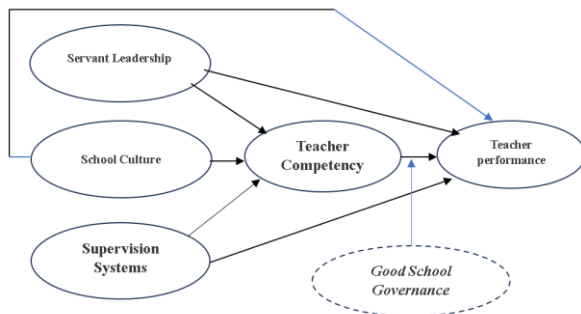 Servant Leadership
School Culture
Teacher
Competency
Teacher
performance
Supervision
Systems
Good School
Governance